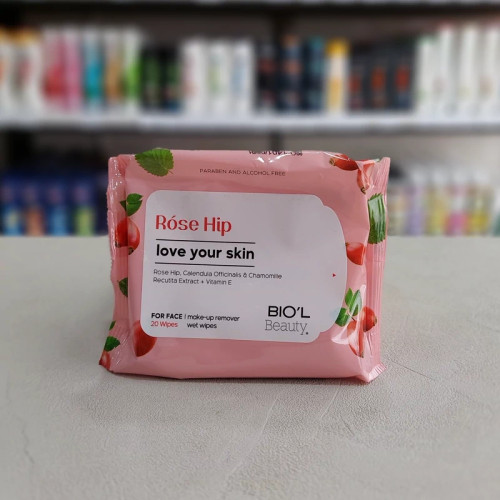 PARABEN AND ALCOHOL FREE
Róse Hip
love your skin
Rose Hip, Calendula Officinalis & Chamomile
Recutita Extract + Vitamin E
FOR FACE | make-up remover
20 Wipes wet wipes
BIO'L
Beauty